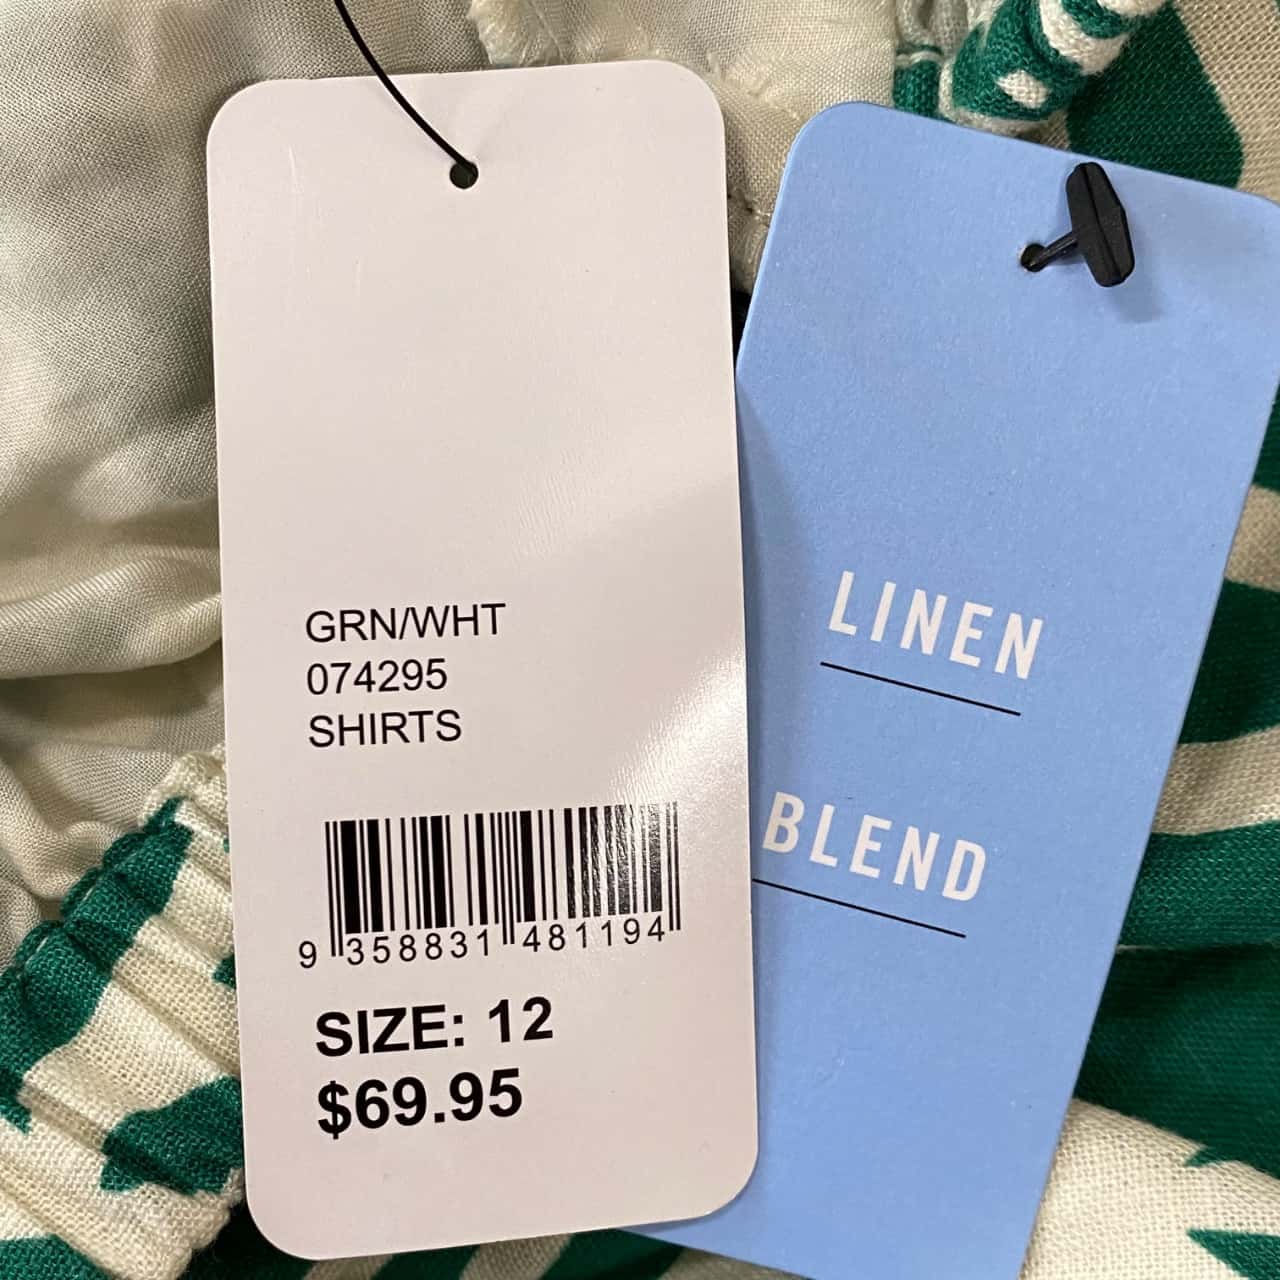 GRN/WHT
074295
SHIRTS
9 358831 481194
SIZE: 12
$69.95
LINEN
BLEND